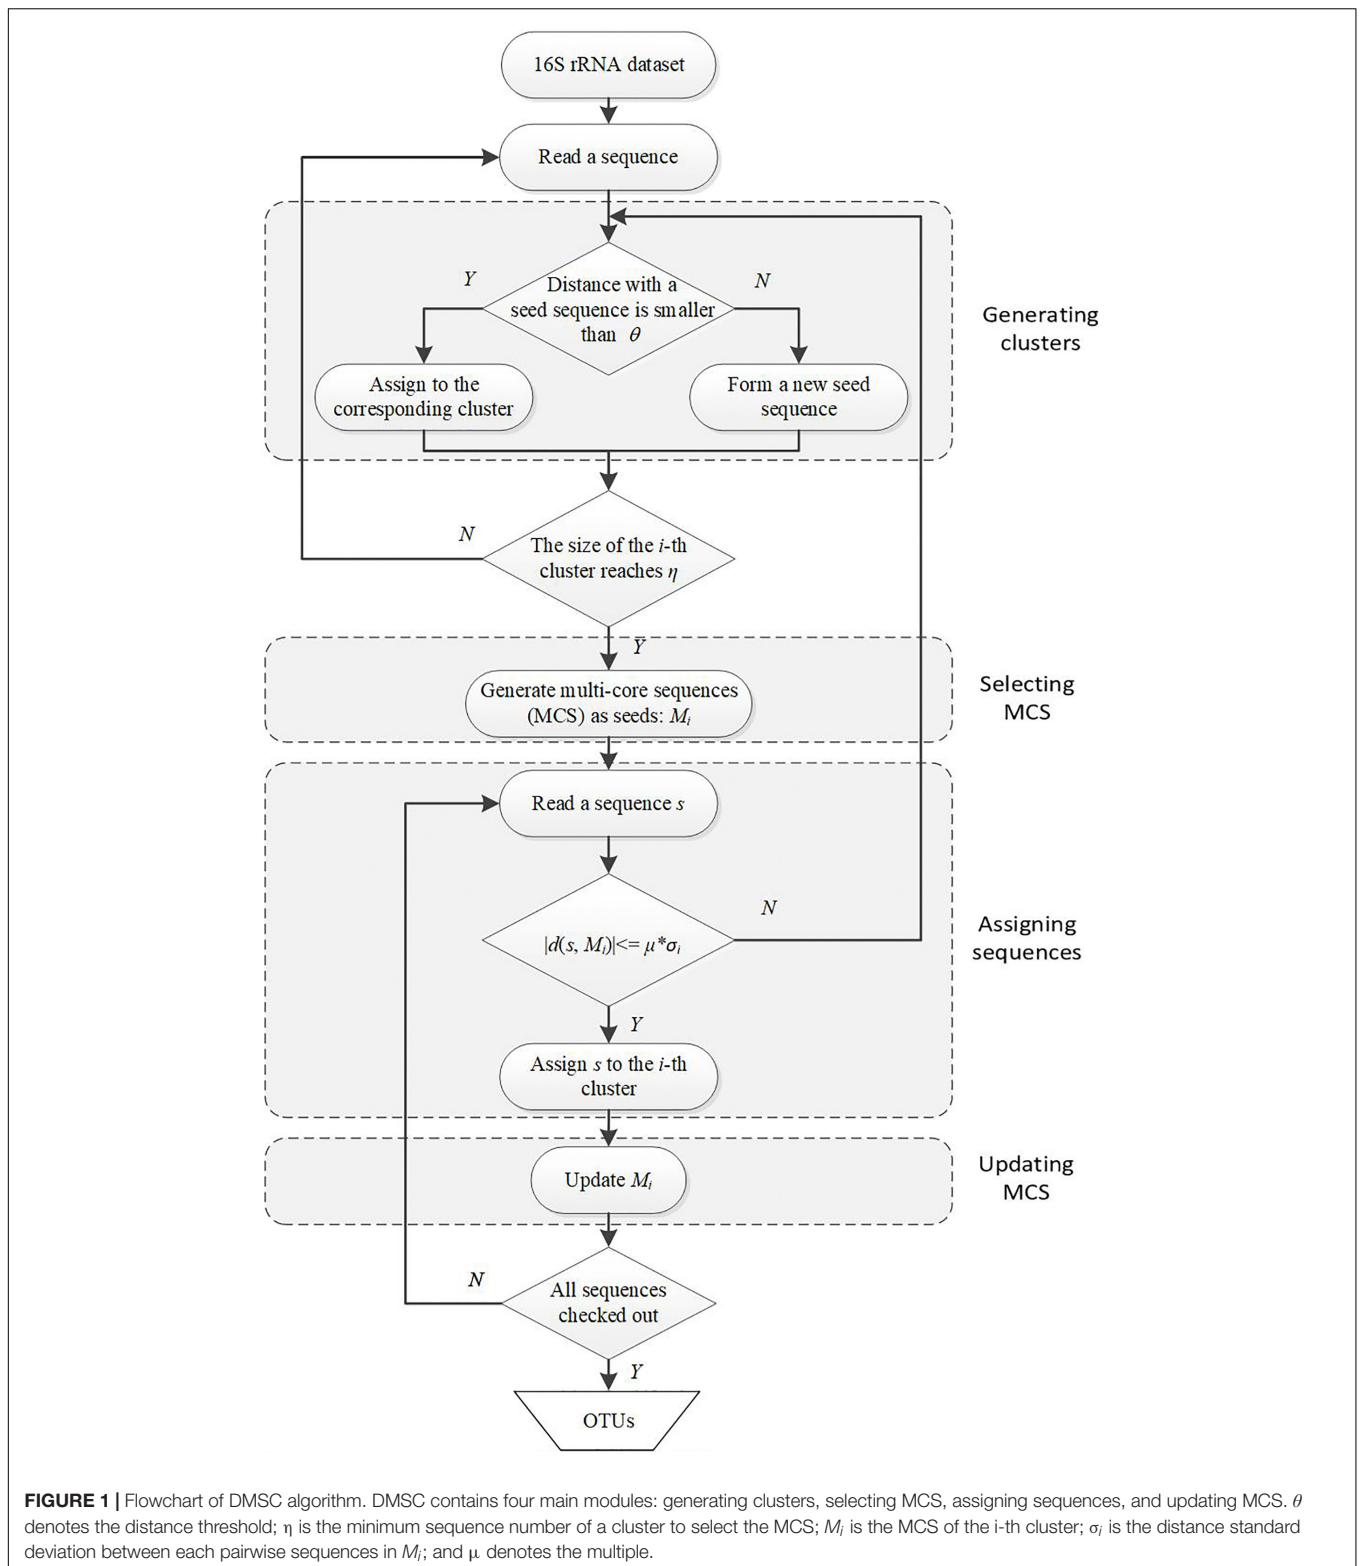 16S rRNA dataset
Read a sequence
Y
N
Distance with a
seed sequence is smaller
than θ
Generating
clusters
Assign to the
corresponding cluster
Form a new seed
sequence
N
The size of the i-th
cluster reaches η
Y
Generate multi-core sequences
(MCS) as seeds: Mi
Selecting
MCS
Read a sequence s
N
|d(s, Mi)|<= μ*σi
Assigning
sequences
Y
Assign s to the i-th
cluster
Update Mi
Updating
MCS
N
All sequences
checked out
Y
OTUs
FIGURE 1 | Flowchart of DMSC algorithm. DMSC contains four main modules: generating clusters, selecting MCS, assigning sequences, and updating MCS. θ
denotes the distance threshold; η is the minimum sequence number of a cluster to select the MCS; Mi is the MCS of the i-th cluster; σi is the distance standard
deviation between each pairwise sequences in Mi; and μ denotes the multiple.